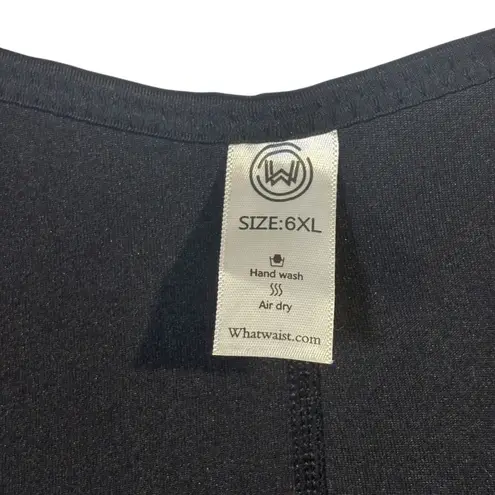 W
SIZE:6XL
Hand wash
Air dry
Whatwaist.com